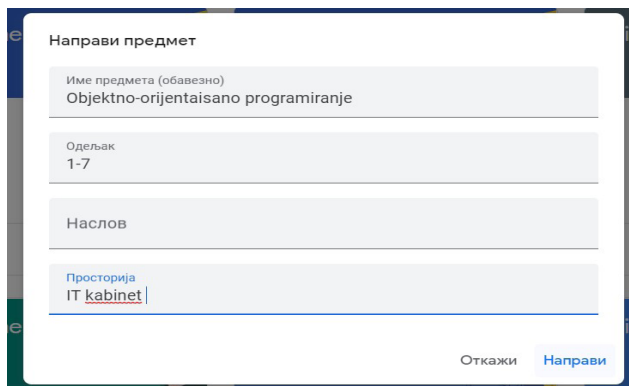 Направи предмет
Име предмета (обавезно)
Objektno-orijentaisano programiranje
Одељак
1-7
Наслов
Просторија
IT kabinet
Откажи Направи